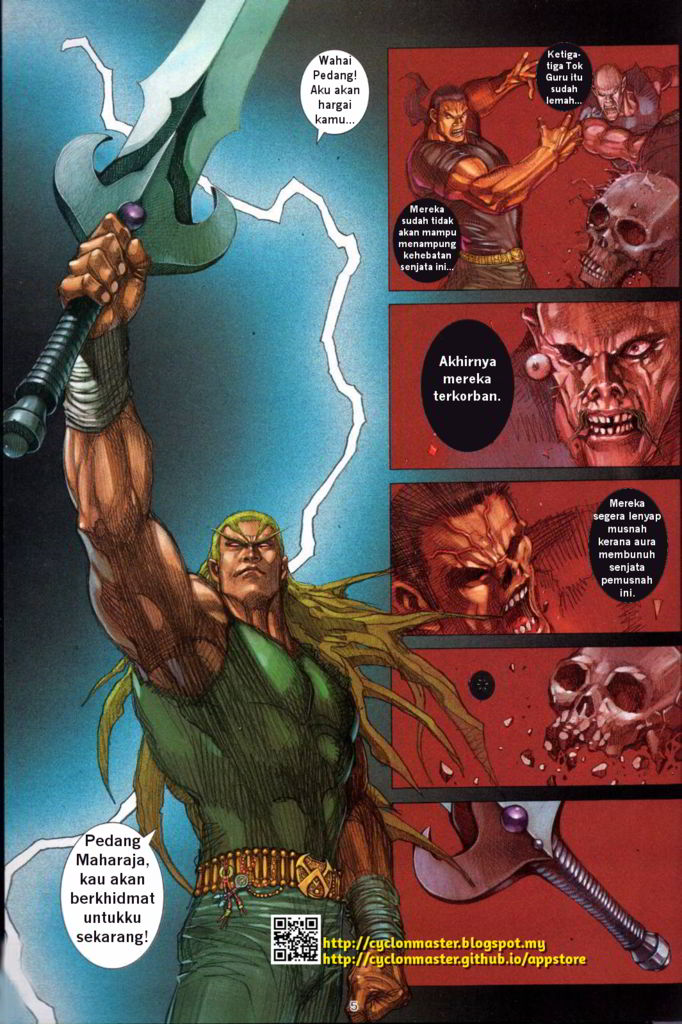 Wahai
Pedang!
Aku akan
hargai
kamu...
Pedang
Maharaja,
kau akan
berkhidmat
untukku
sekarang!
Ketiga-
tiga Tok
Guru itu
sudah
lemah...
Mereka
sudah tidak
akan mampu
menampung
kehebatan
senjata ini...
Akhirnya
mereka
terkorban.
Mereka
segera lenyap
musnah
kerana aura
membunuh
senjata
pemusnah
ini.
http://cyclonmaster.blogspot.my
http://cyclonmaster.github.io/appstore
5